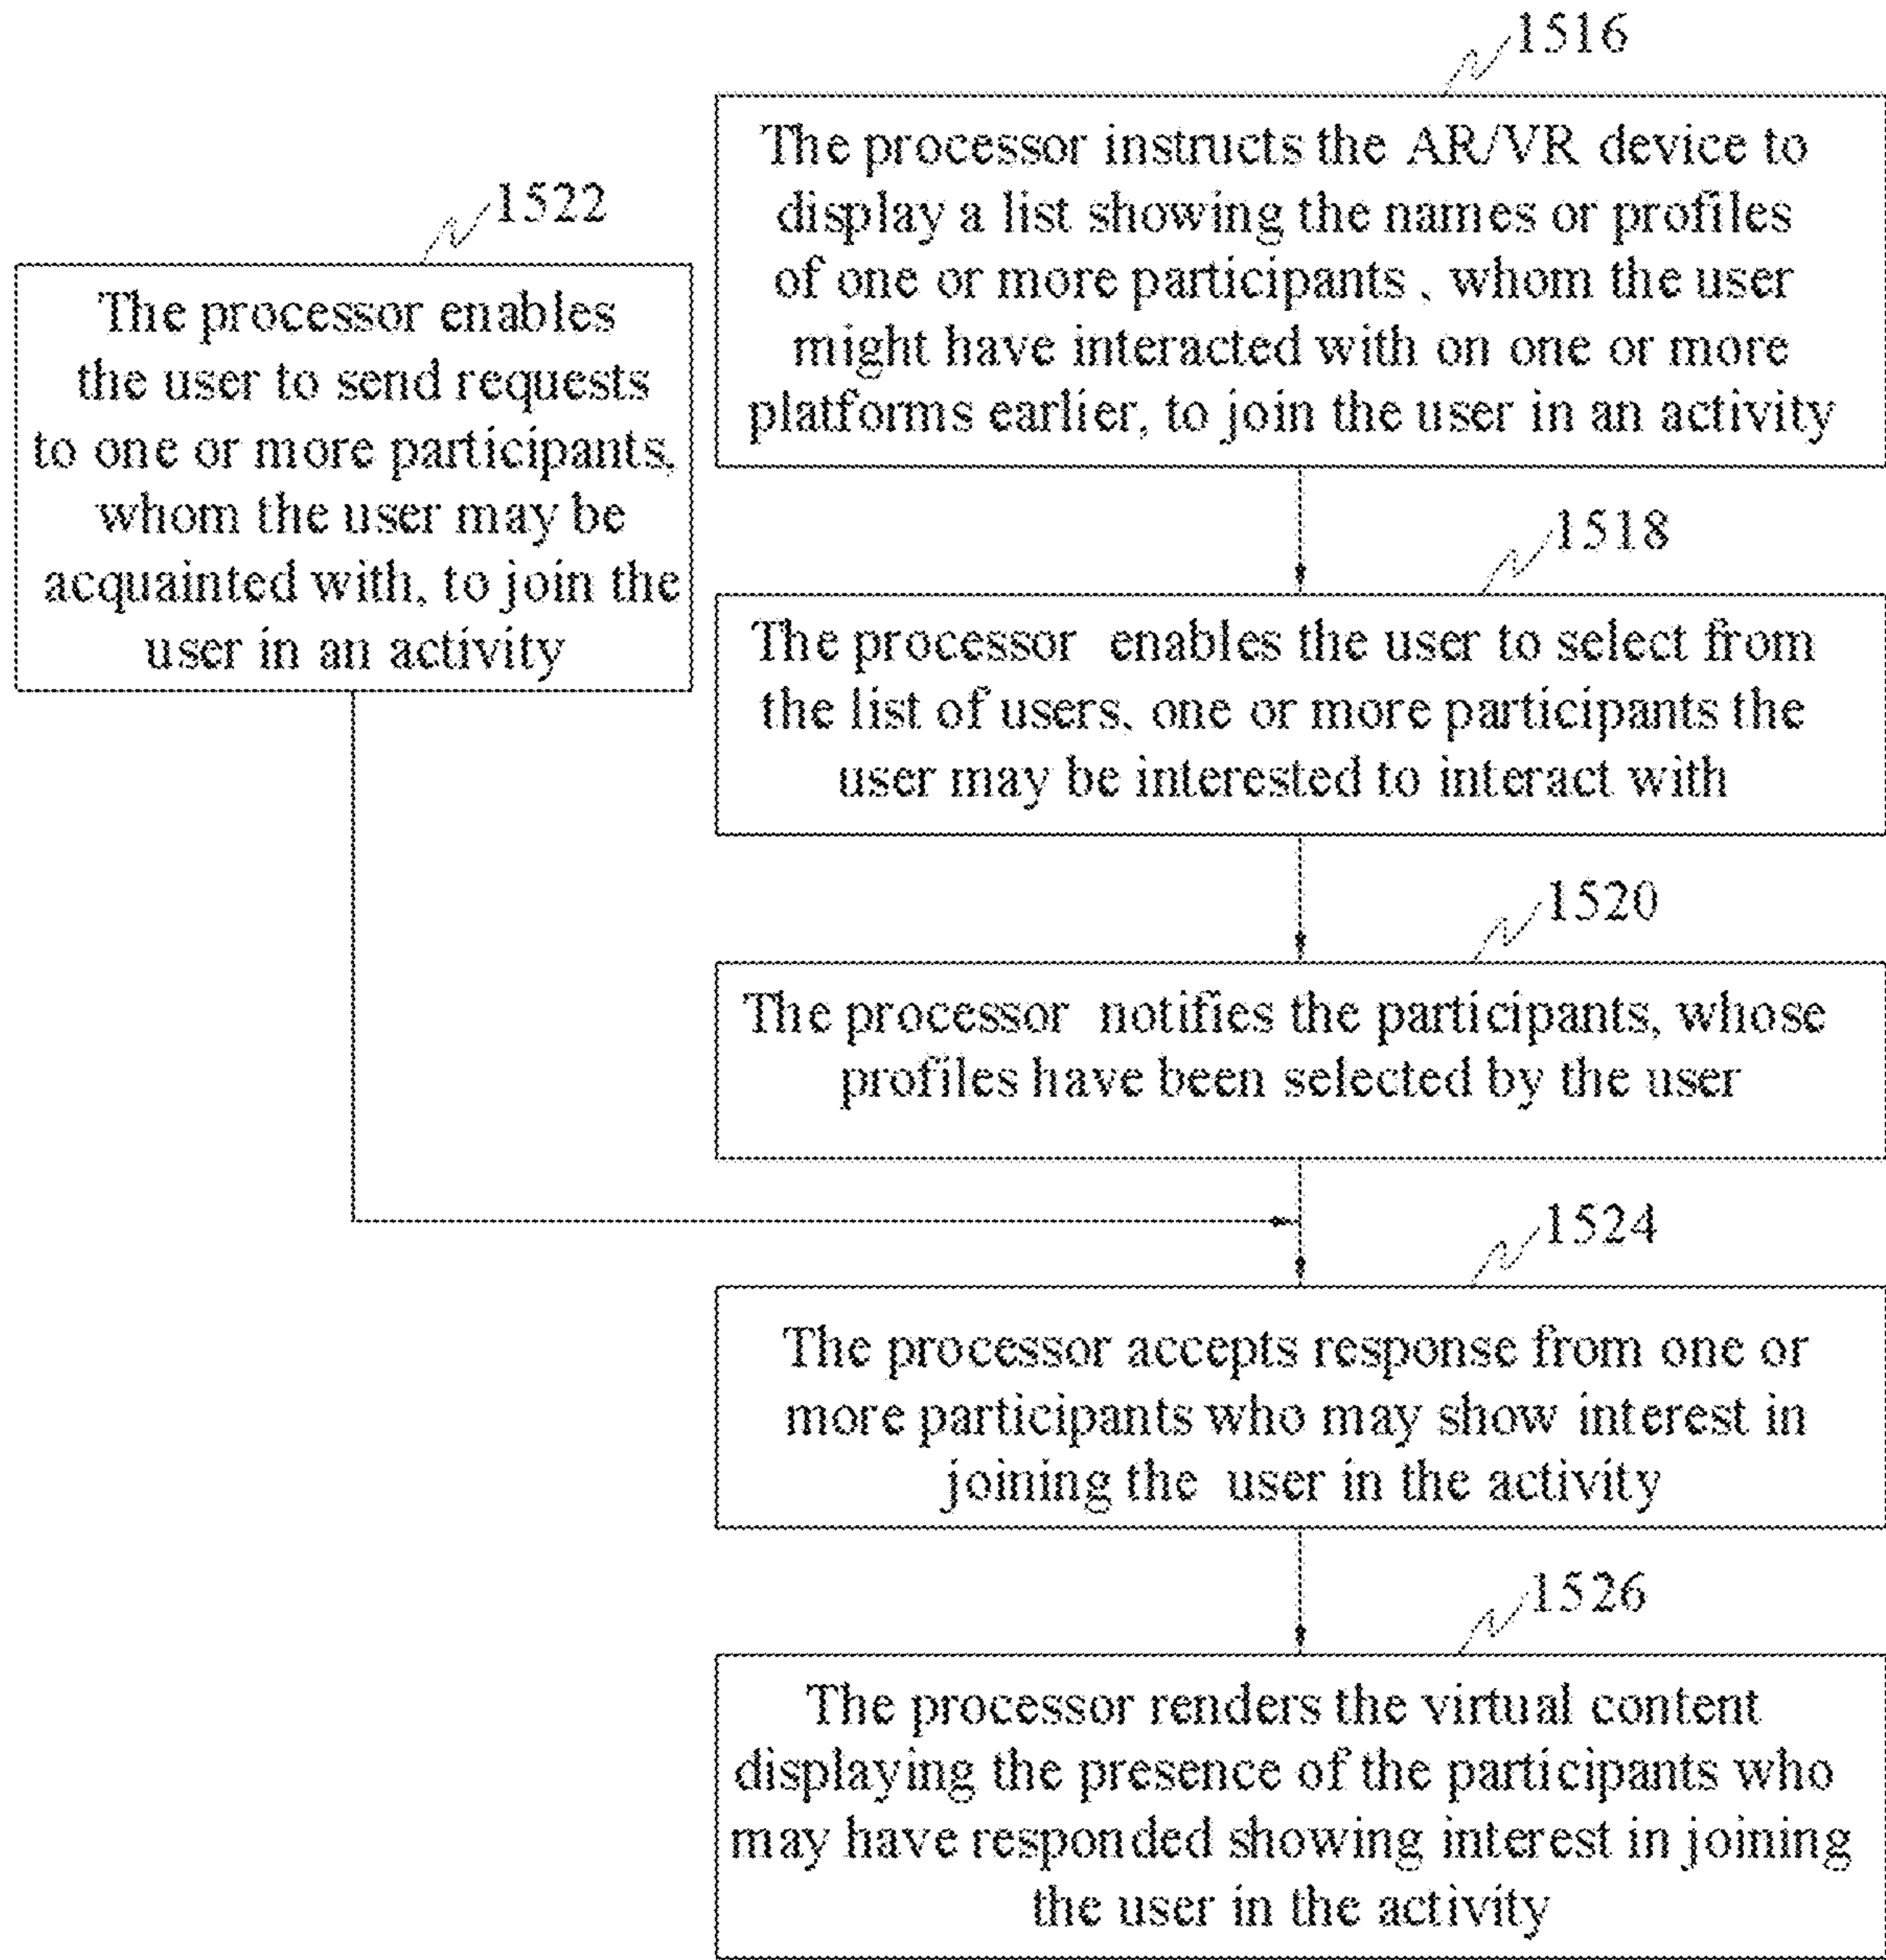 1516
The processor instructs the AR/VR device to
display a list showing the names or profiles
of one or more participants , whom the user
might have interacted with on one or more
platforms earlier, to join the user in an activity
1522
The processor enables
the user to send requests
to one or more participants,
whom the user may be
acquainted with, to join the
user in an activity
1518
The processor enables the user to select from
the list of users, one or more participants the
user may be interested to interact with
1520
The processor notifies the participants, whose
profiles have been selected by the user
1524
The processor accepts response from one or
more participants who may show interest in
joining the user in the activity
1526
The processor renders the virtual content
displaying the presence of the participants who
may have responded showing interest in joining
the user in the activity